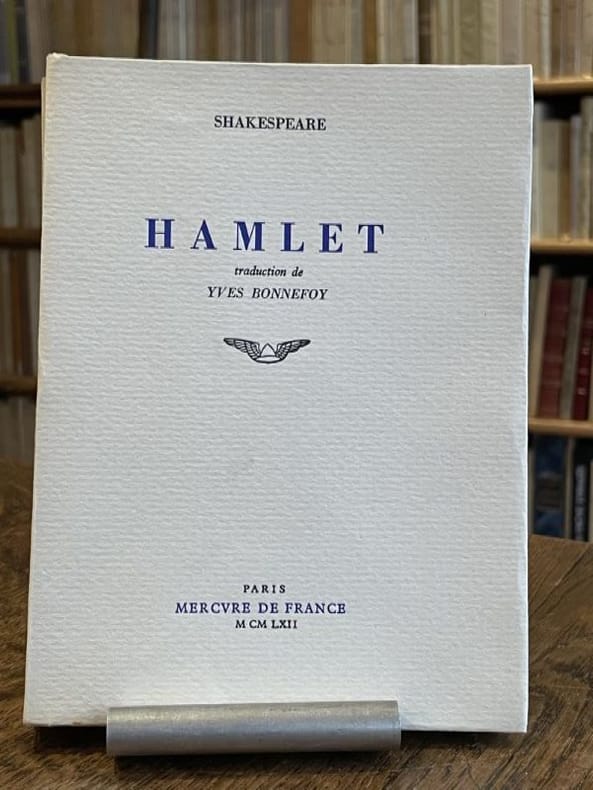 SHAKESPEARE
HAMLET
traduction de
YVES BONNEFOY
PARIS
MERCVRE DE FRANCE
M CM LXII